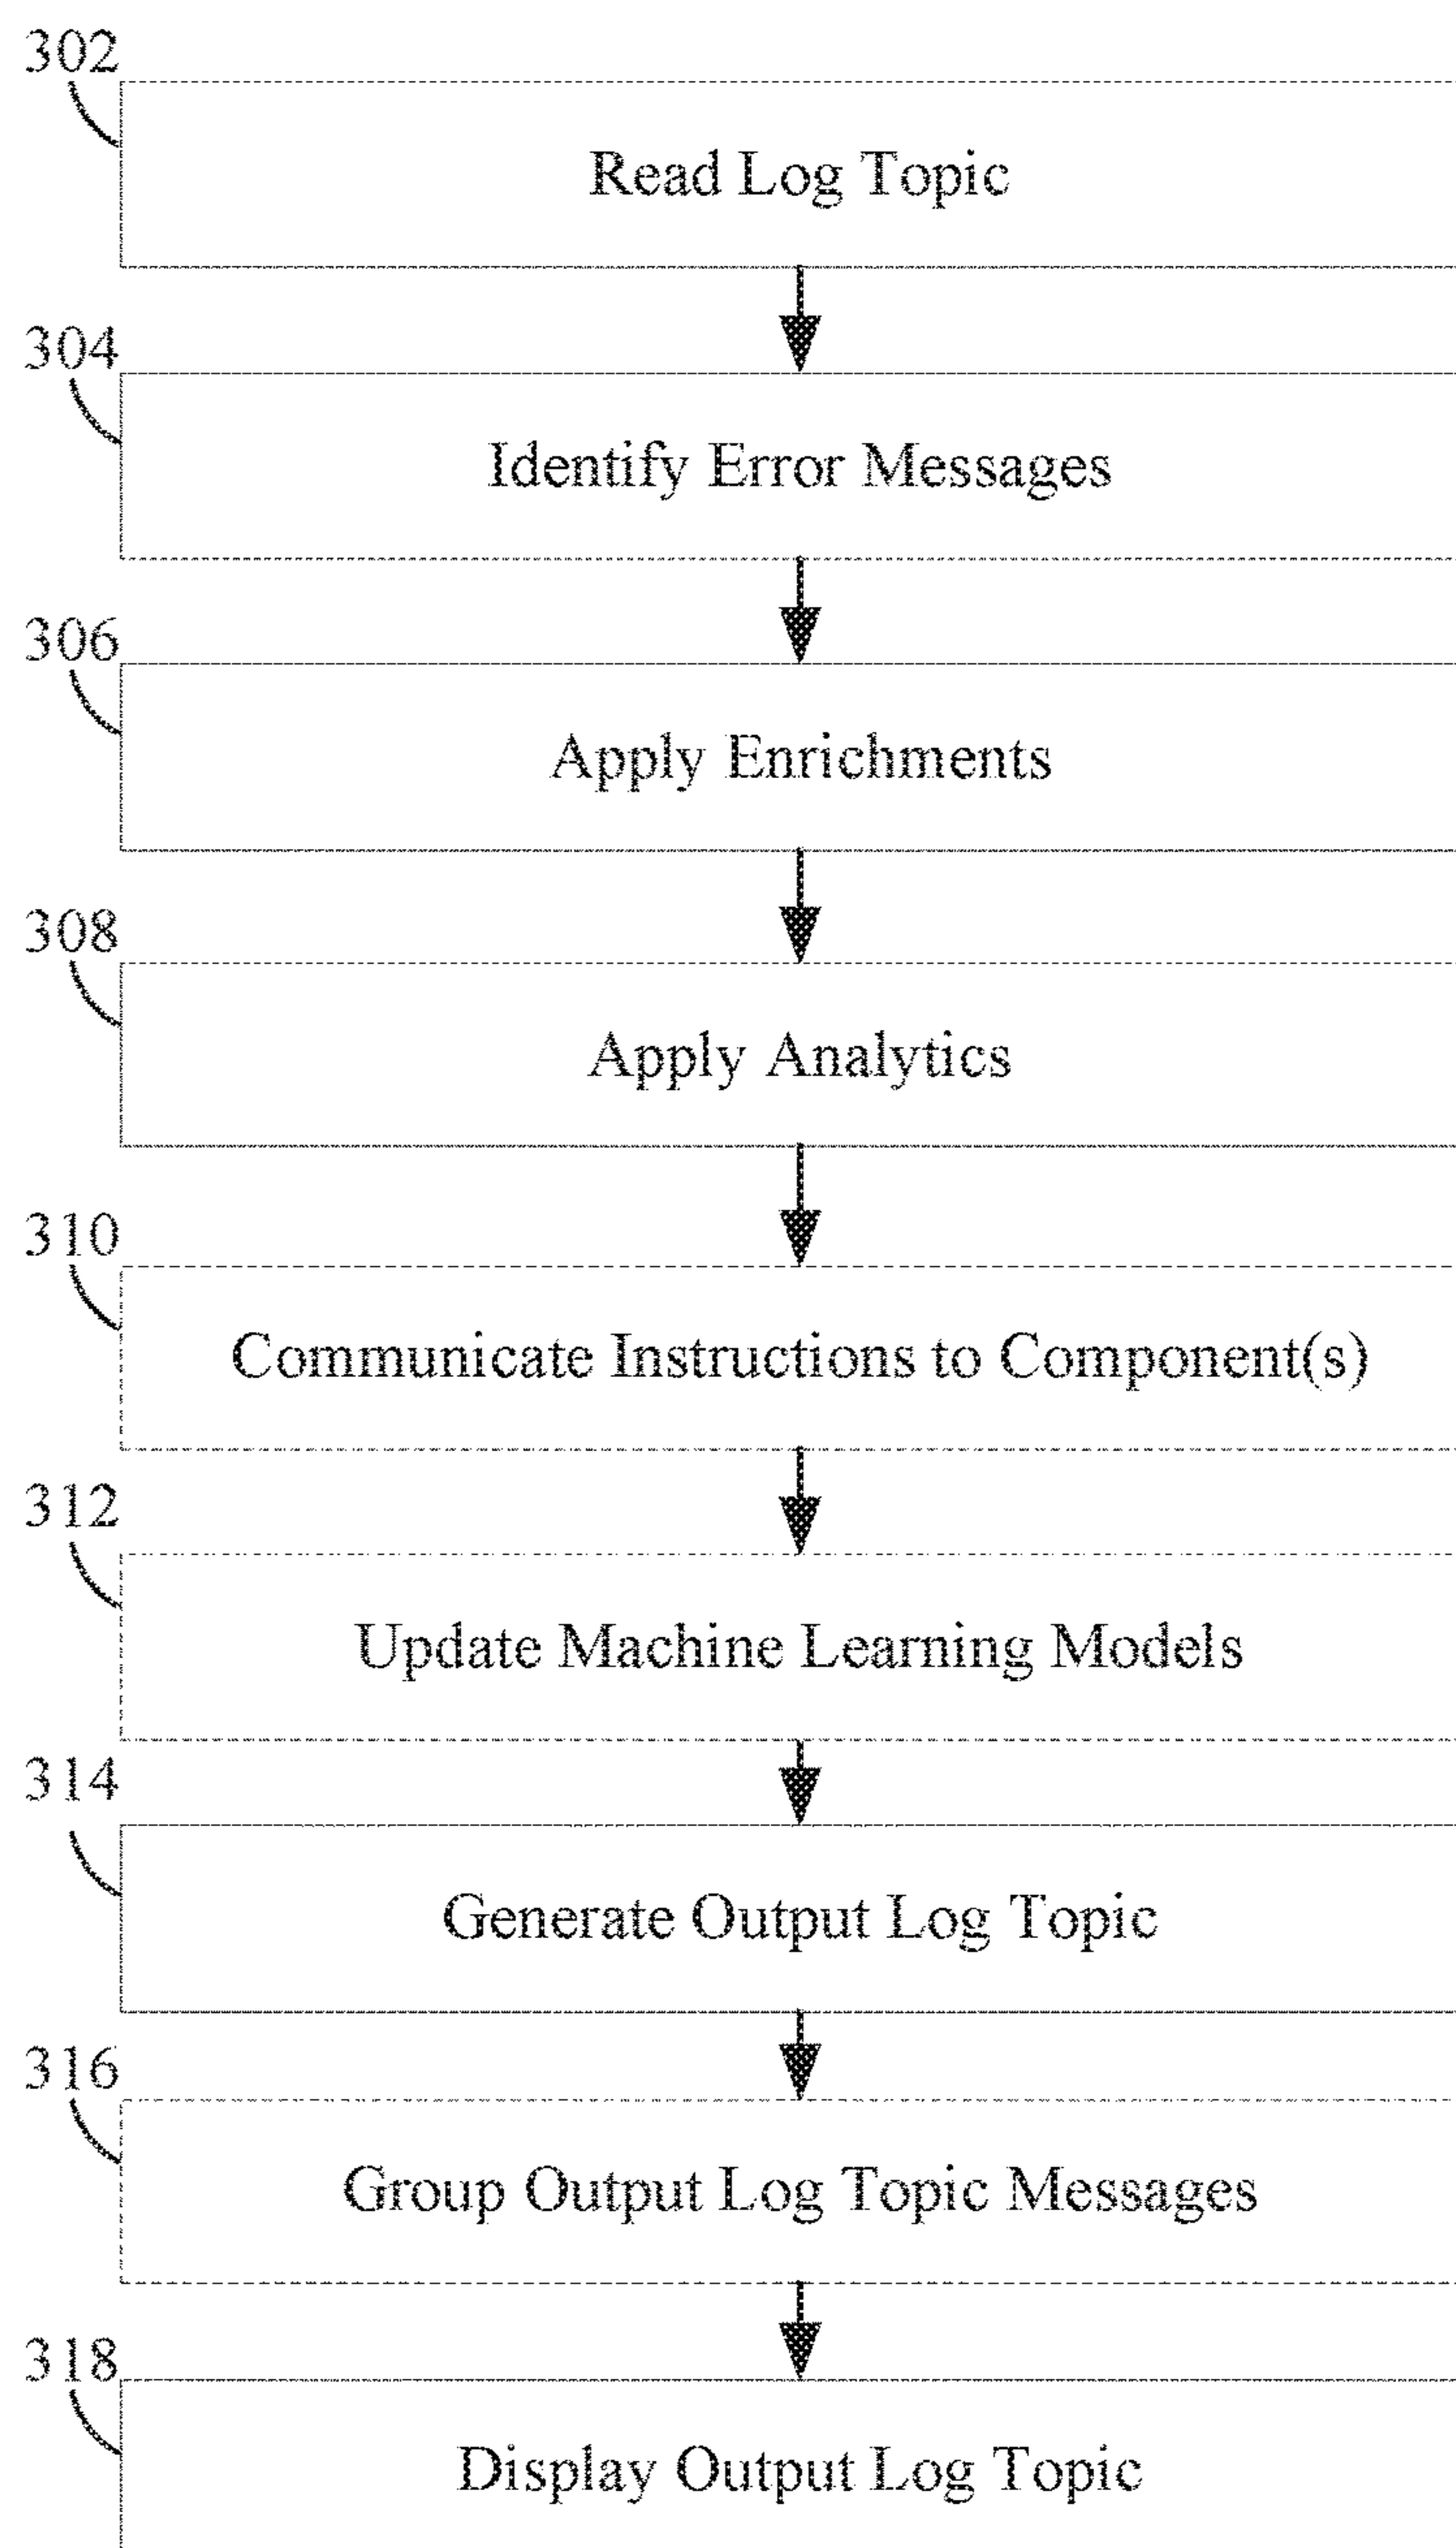 302
Read Log Topic
304
Identify Error Messages
306
Apply Enrichments
308
Apply Analytics
310
Communicate Instructions to Component(s)
312
Update Machine Learning Models
314
Generate Output Log Topic
316
Group Output Log Topic Messages
318
Display Output Log Topic